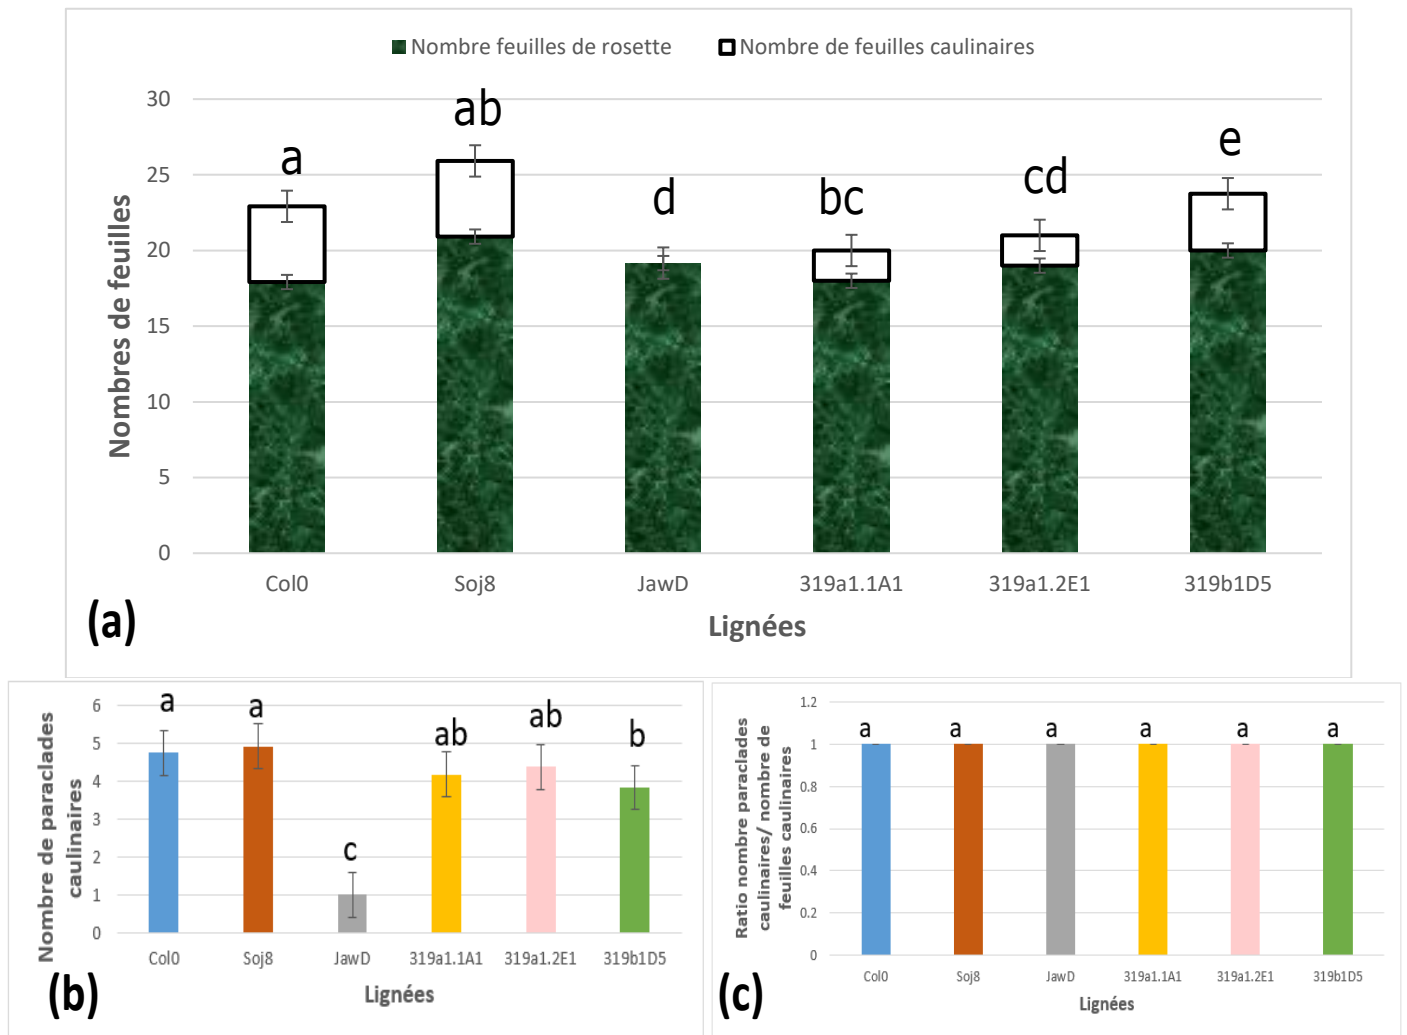 Nombre feuilles de rosette Nombre de feuilles caulinaires
Nombres de feuilles
30
25
20
15
10
5
0
a ab d bc cd e
Col0 Soj8 JawD 319a1.1A1 319a1.2E1 319b1D5
Lignées
(a)
Nombre de paraclades
caulinaires
6
5
4
3
2
1
0
a a c ab ab b
Col0 Soj8 JawD 319a1.1A1 319a1.2E1 319b1D5
Lignées
(b)
Ratio nombre paraclades
caulinaires/ nombre de
feuilles caulinaires
1.2
1
0.8
0.6
0.4
0.2
0
a a a a a a
Col0 Soj8 JawD 319a1.1A1 319a1.2E1 319b1D5
Lignées
(c)